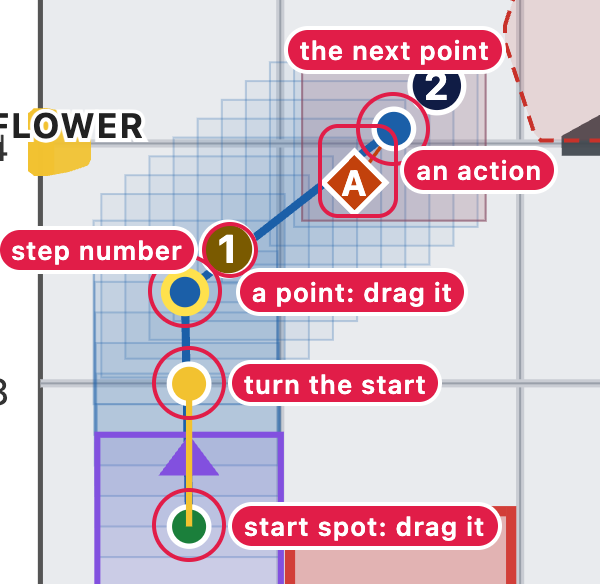 the next point
2
FLOWER
4
an action
A
step number
1
a point: drag it
3
turn the start
start spot: drag it